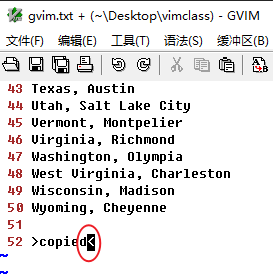 gvim.txt + (~\Desktop\vimclass) - GVIM
文件(F) 编辑(E) 工具(T) 语法(S) 缓冲区(B)
43 Texas, Austin
44 Utah, Salt Lake City
45 Vermont, Montpelier
46 Virginia, Richmond
47 Washington, Olympia
48 West Virginia, Charleston
49 Wisconsin, Madison
50 Wyoming, Cheyenne
51
52 >copied<
~
~